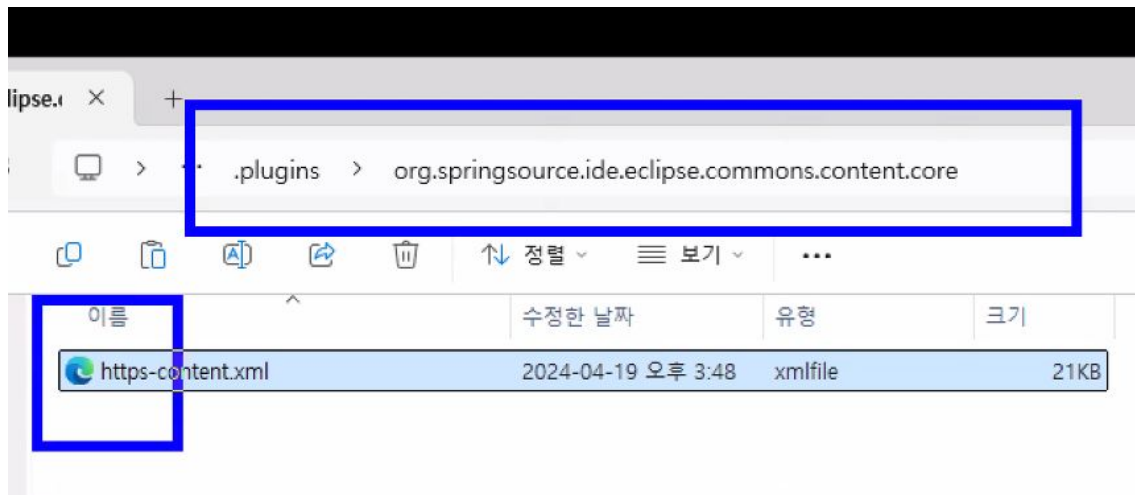 lipse.
.plugins > org.springsource.ide.eclipse.commons.content.core
정렬 보기
이름 수정한 날짜 유형 크기
https-content.xml 2024-04-19 오후 3:48 xmlfile 21KB